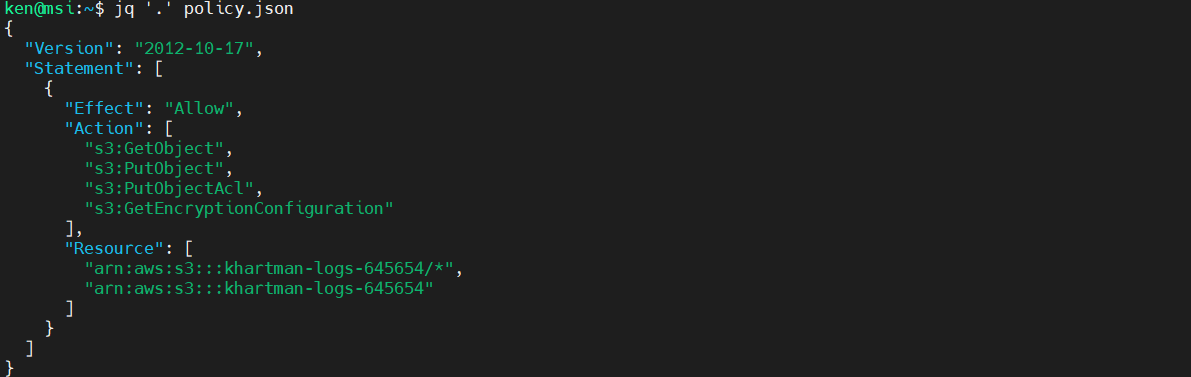 ken@msi:~$ jq '.' policy.json
{
  "Version": "2012-10-17",
  "Statement": [
    {
      "Effect": "Allow",
      "Action": [
        "s3:GetObject",
        "s3:PutObject",
        "s3:PutObjectAcl",
        "s3:GetEncryptionConfiguration"
      ],
      "Resource": [
        "arn:aws:s3:::khartman-logs-645654/*",
        "arn:aws:s3:::khartman-logs-645654"
      ]
    }
  ]
}